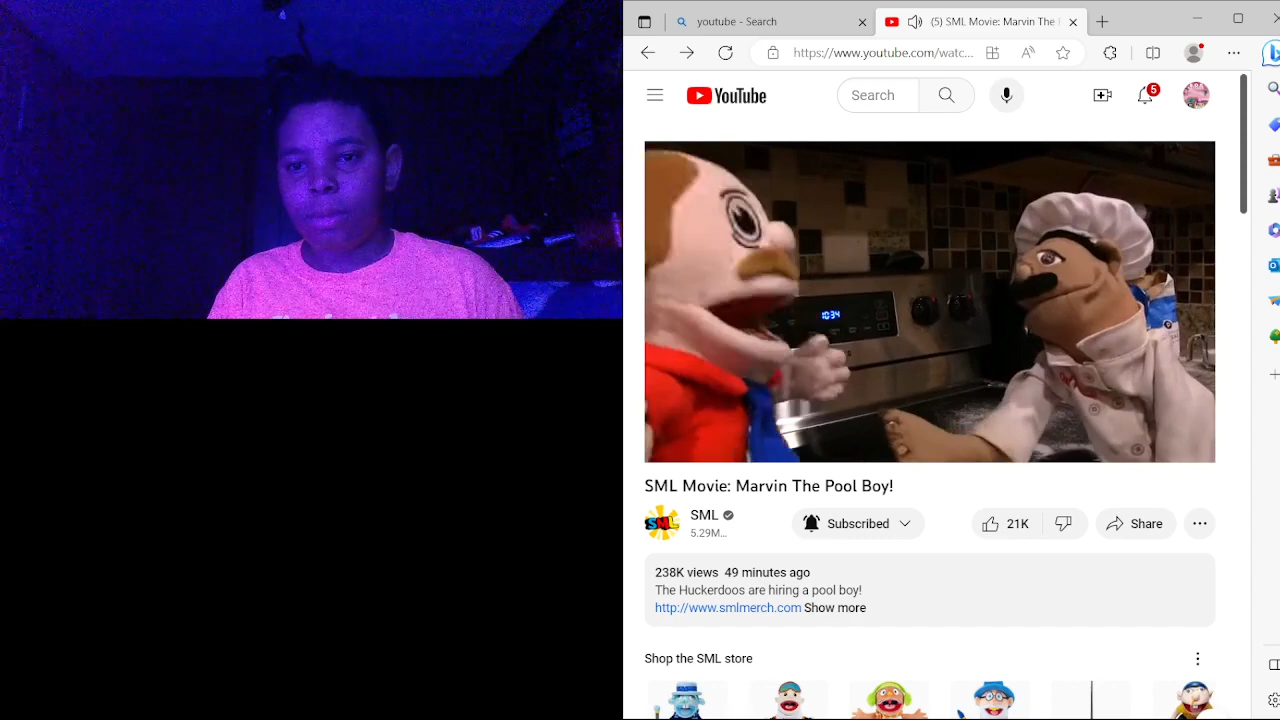 youtube - Search
(5) SML Movie: Marvin The
https://www.youtube.com/watc...
YouTube
Search
5
1034
SML Movie: Marvin The Pool Boy!
SML
SML
5.29M...
Subscribed
21K
Share
238K views 49 minutes ago
The Huckerdoos are hiring a pool boy!
http://www.smlmerch.com Show more
Shop the SML store